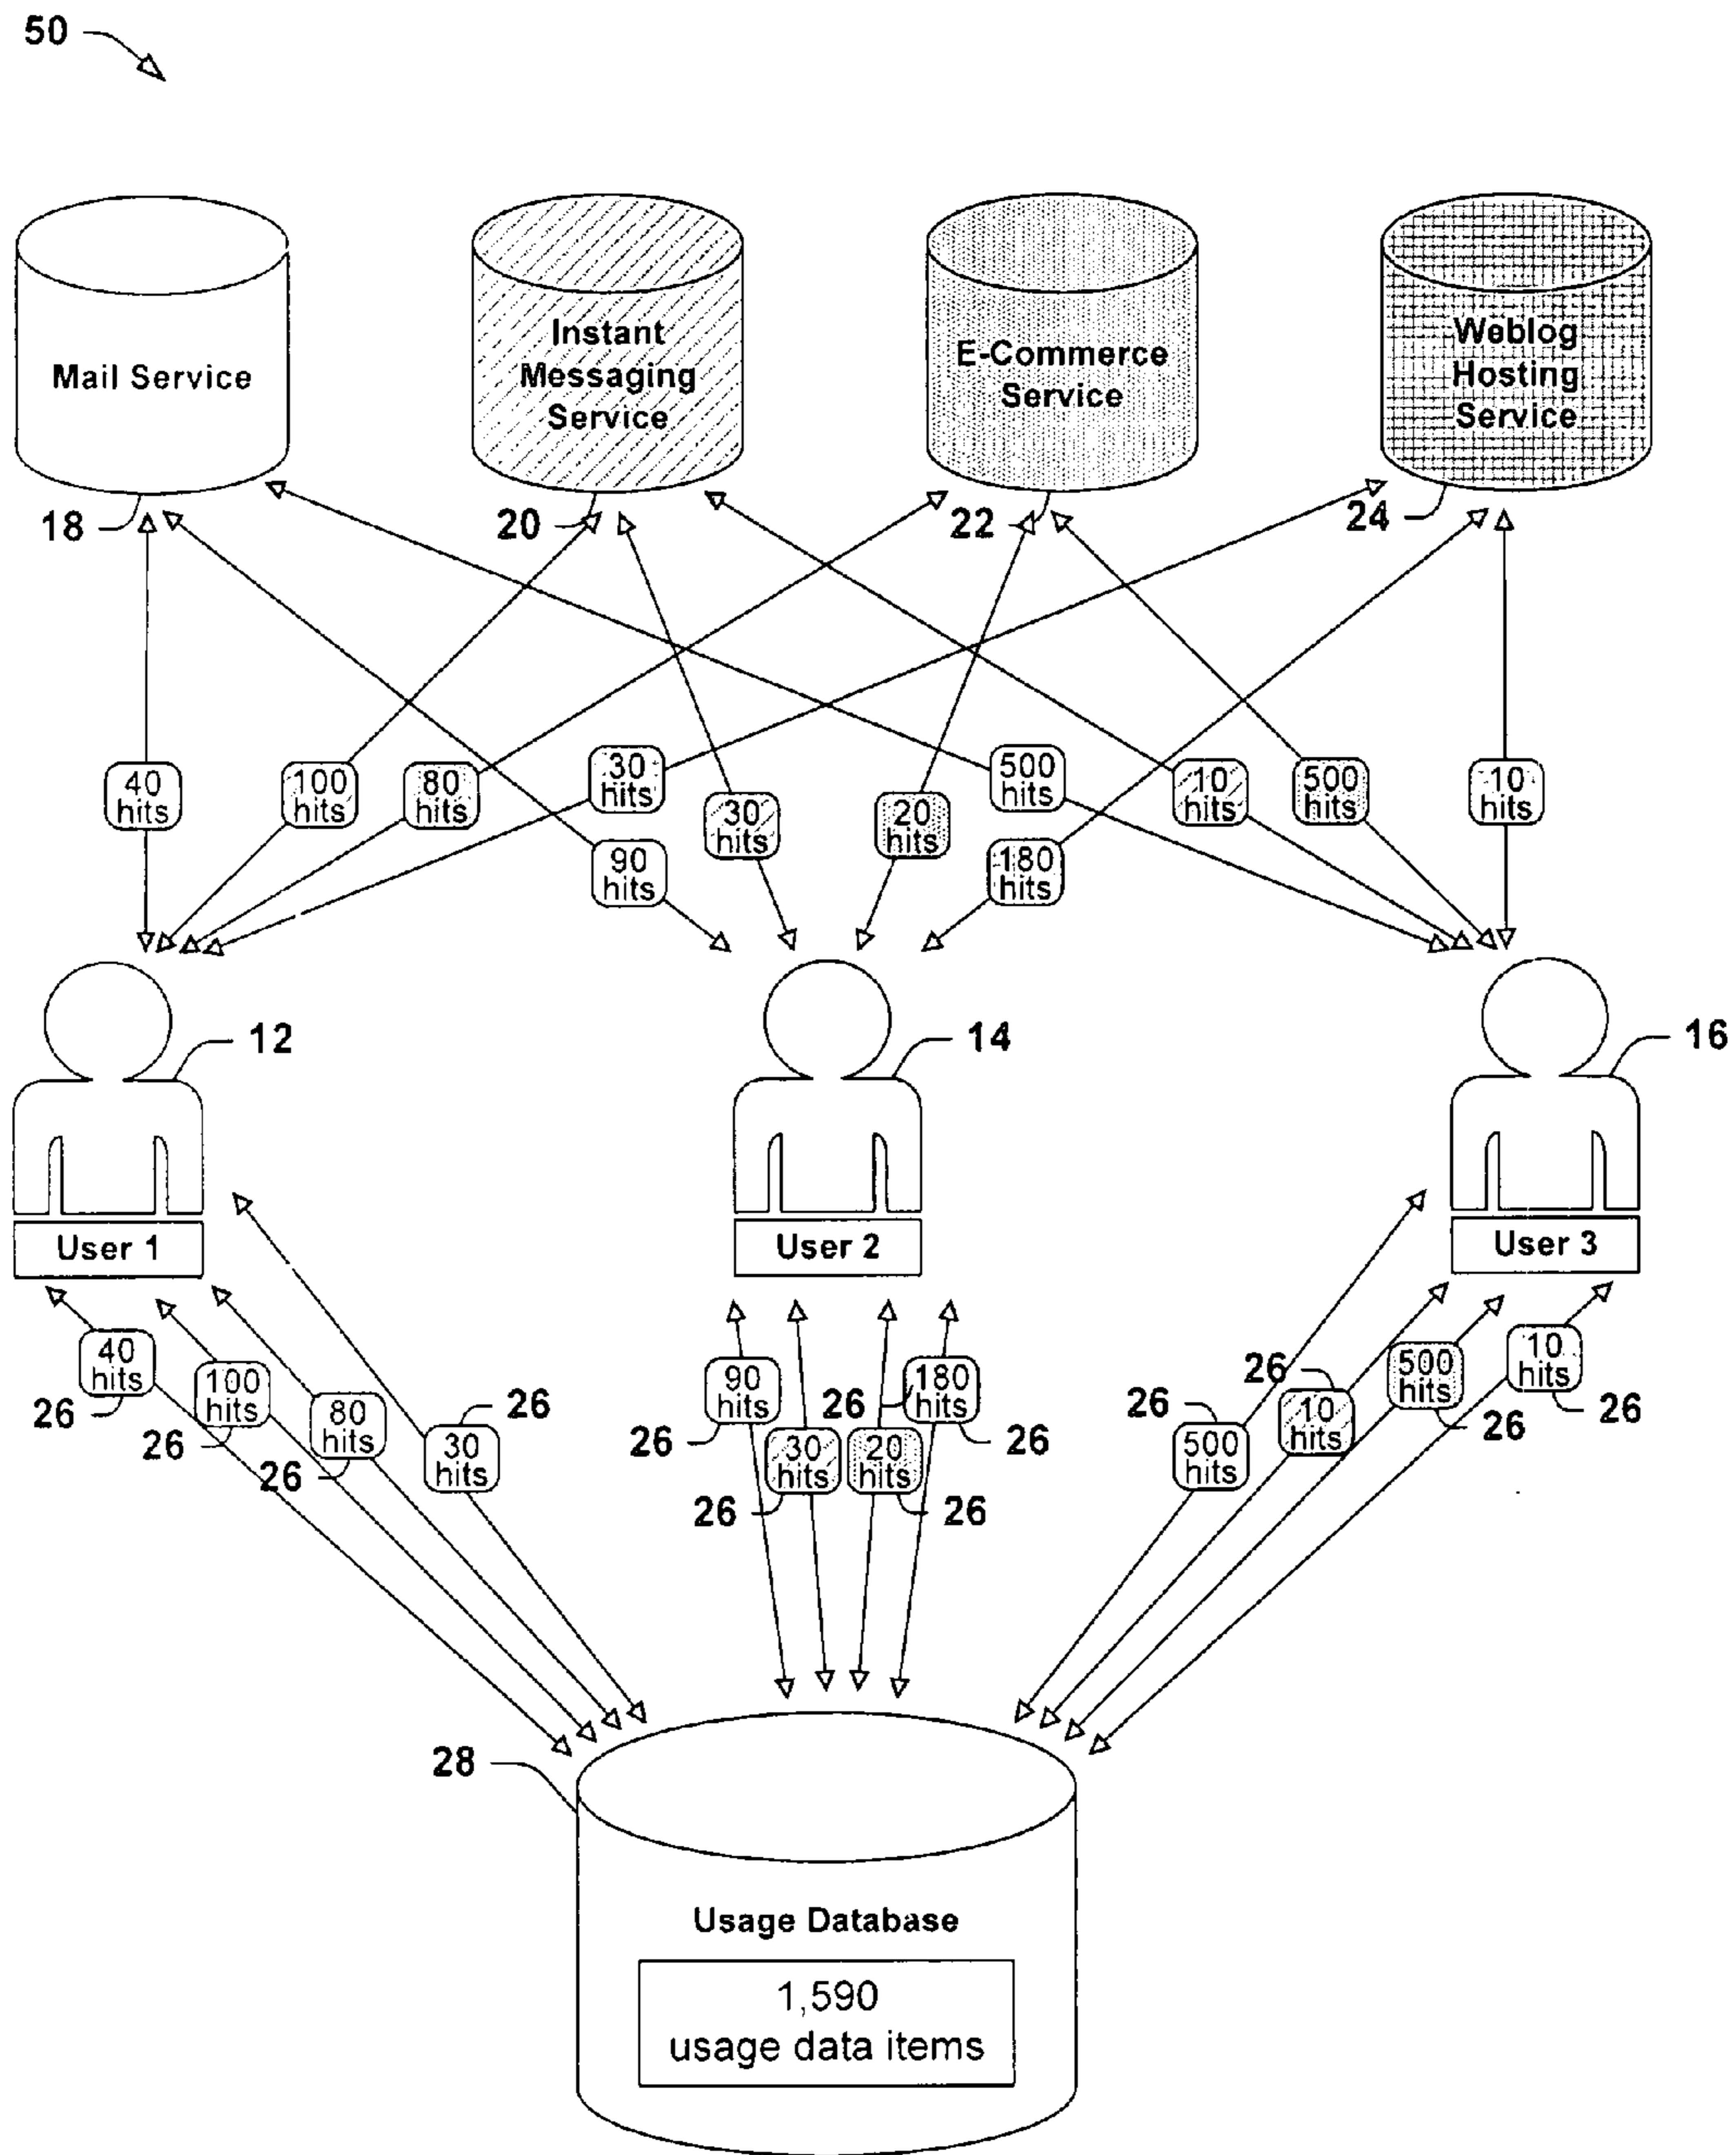 50
Mail Service
Instant
Messaging
Service
E-Commerce
Service
Weblog
Hosting
Service
18
20
22
24
40
hits
100
hits
80
hits
30
hits
500
hits
10
hits
500
hits
10
hits
30
hits
20
hits
90
hits
180
hits
12
14
16
User 1
User 2
User 3
40
hits
26
100
hits
26
80
hits
26
30
hits
26
90
hits
26
30
hits
26
20
hits
26
180
hits
26
26
500
hits
26
10
hits
26
500
hits
26
10
hits
26
28
Usage Database
1,590
usage data items